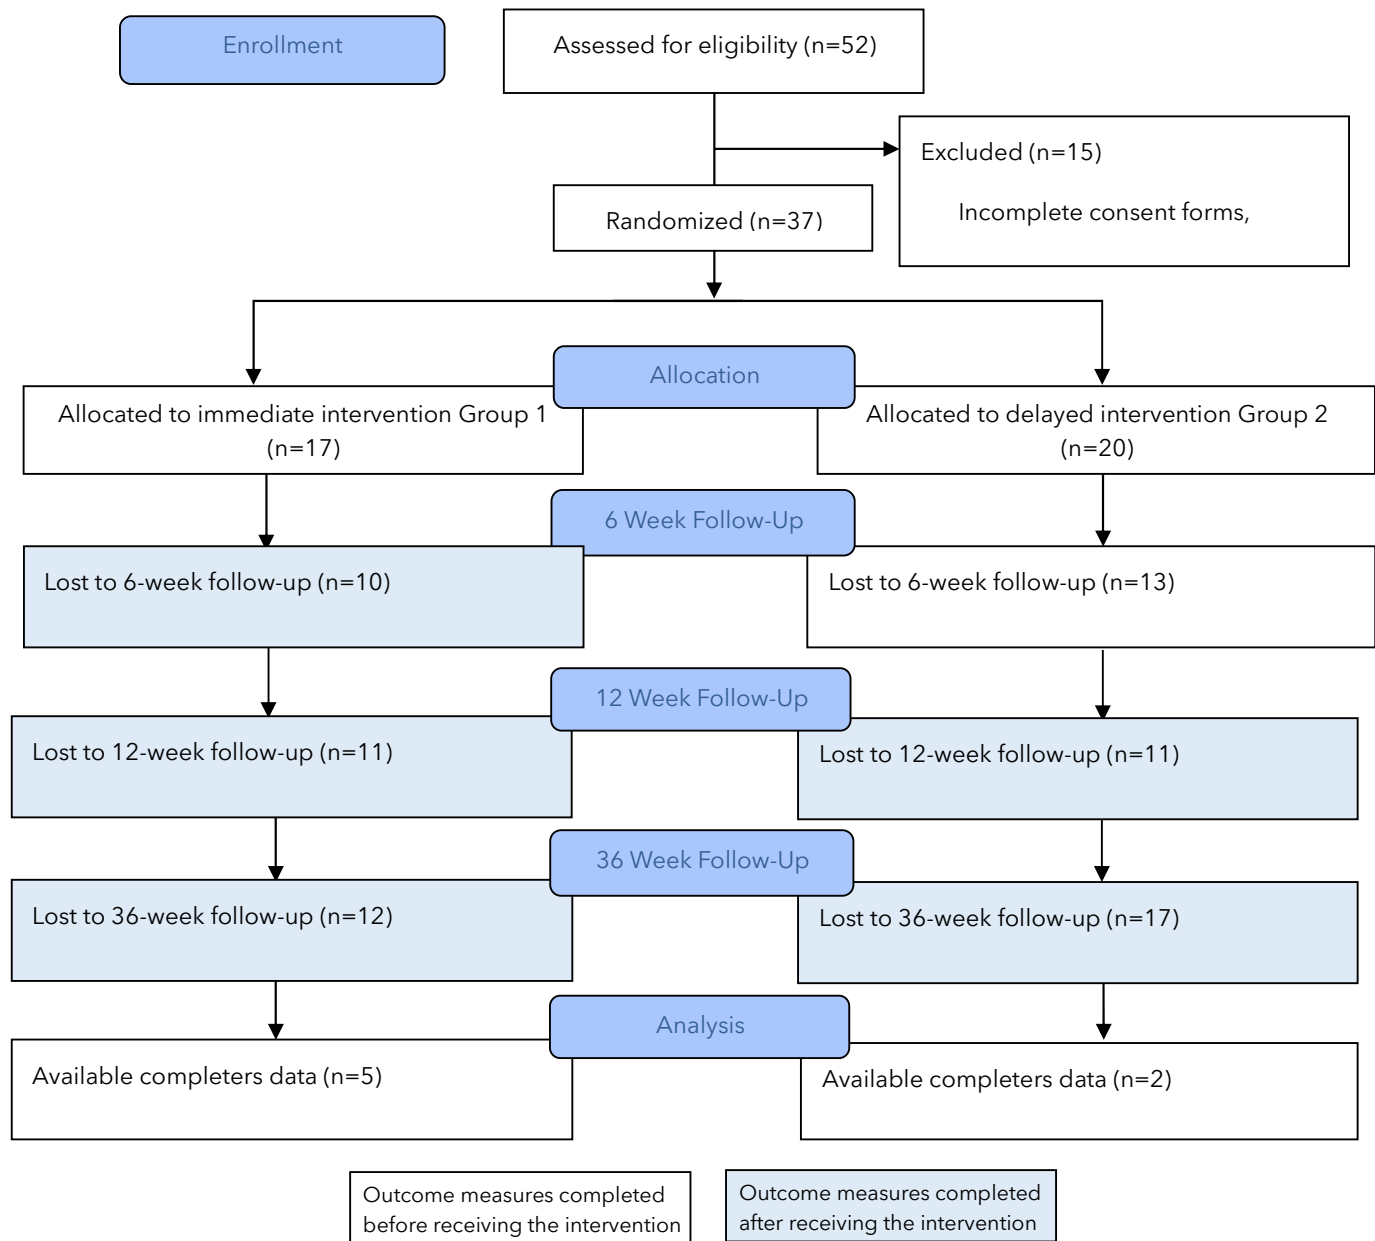 Enrollment
Assessed for eligibility (n=52)
Excluded (n=15)
Incomplete consent forms,
Randomized (n=37)
Allocation
Allocated to immediate intervention Group 1
(n=17)
Allocated to delayed intervention Group 2
(n=20)
6 Week Follow-Up
Lost to 6-week follow-up (n=10)
Lost to 6-week follow-up (n=13)
12 Week Follow-Up
Lost to 12-week follow-up (n=11)
Lost to 12-week follow-up (n=11)
36 Week Follow-Up
Lost to 36-week follow-up (n=12)
Lost to 36-week follow-up (n=17)
Analysis
Available completers data (n=5)
Available completers data (n=2)
Outcome measures completed
before receiving the intervention
Outcome measures completed
after receiving the intervention